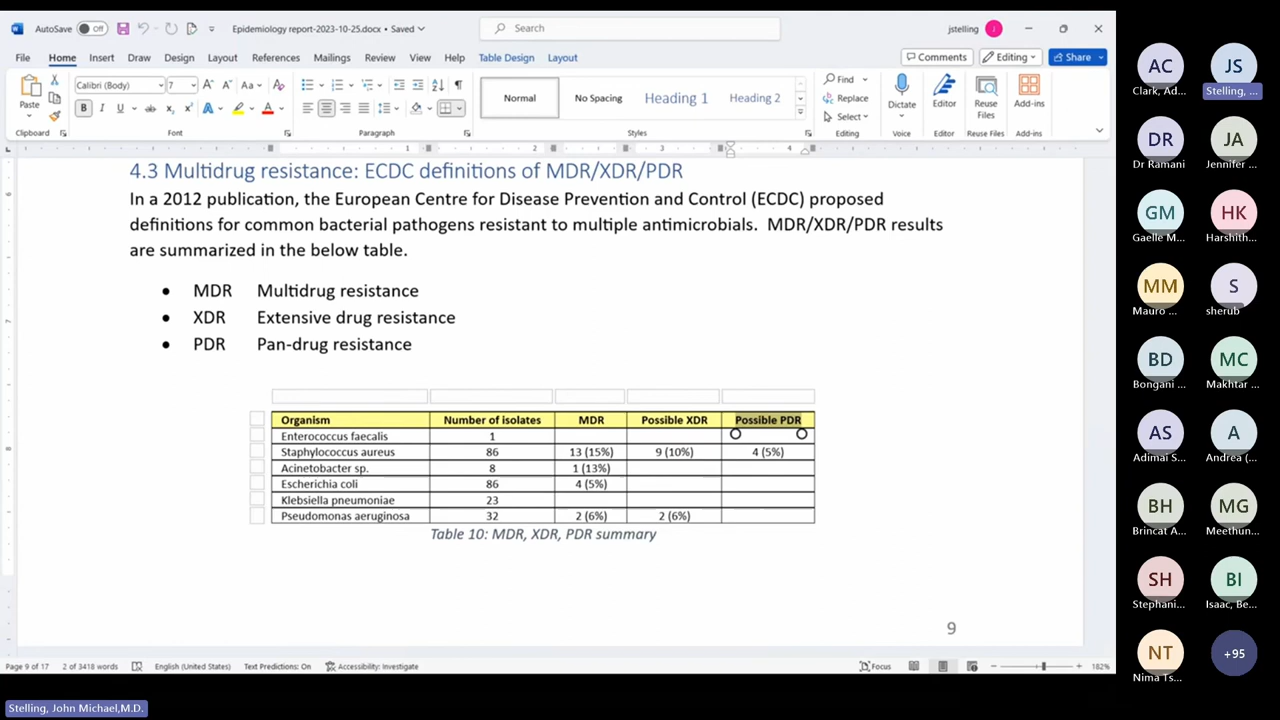 AutoSave Off Epidemiology report-2023-10-25.docx • Saved Search jstelling J
File Home Insert Draw Design Layout References Mailings Review View Help Table Design Layout Comments Editing Share
Paste Calibri (Body) 7 Aa A
B I U ab x₂ x² A A
Normal No Spacing Heading 1 Heading 2
Find
Replace
Select
Dictate Editor Reuse Files Add-ins
Clipboard Font Paragraph Styles Editing Voice Editor Reuse Files Add-ins
1 2 3 4
4.3 Multidrug resistance: ECDC definitions of MDR/XDR/PDR
In a 2012 publication, the European Centre for Disease Prevention and Control (ECDC) proposed
definitions for common bacterial pathogens resistant to multiple antimicrobials. MDR/XDR/PDR results
are summarized in the below table.
• MDR Multidrug resistance
• XDR Extensive drug resistance
• PDR Pan-drug resistance
Organism Number of isolates MDR Possible XDR Possible PDR
Enterococcus faecalis 1
Staphylococcus aureus 86 13 (15%) 9 (10%) 4 (5%)
Acinetobacter sp. 8 1 (13%)
Escherichia coli 86 4 (5%)
Klebsiella pneumoniae 23
Pseudomonas aeruginosa 32 2 (6%) 2 (6%)
Table 10: MDR, XDR, PDR summary
9
Page 9 of 17 2 of 3418 words English (United States) Text Predictions: On Accessibility: Investigate Focus 182%
Stelling, John Michael,M.D.
AC JS
Clark, Ad... Stelling, ...
DR JA
Dr Ramani Jennifer ...
GM HK
Gaelle M... Harshith...
MM S
Mauro ... sherub
BD MC
Bongani ... Makhtar ...
AS A
Adimai S... Andrea (...
BH MG
Brincat A... Meethun...
SH BI
Stephani... Isaac, Be...
NT +95
Nima Ts...